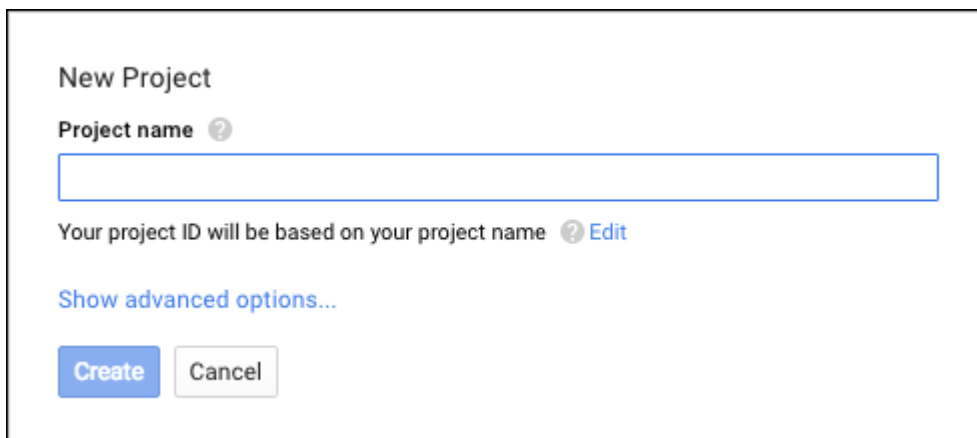 New Project
Project name ?
Your project ID will be based on your project name ? Edit
Show advanced options...
Create Cancel